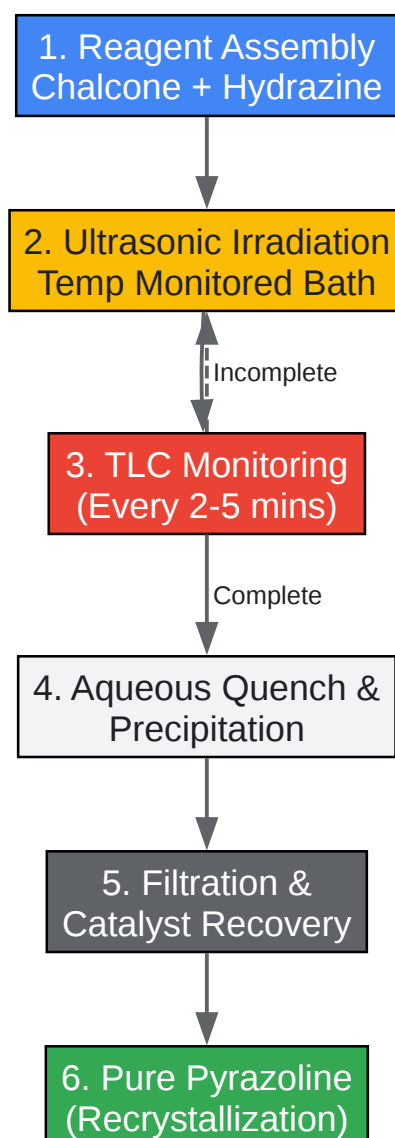 1. Reagent Assembly
Chalcone + Hydrazine
2. Ultrasonic Irradiation
Temp Monitored Bath
Incomplete
3. TLC Monitoring
(Every 2-5 mins)
Complete
4. Aqueous Quench &
Precipitation
5. Filtration &
Catalyst Recovery
6. Pure Pyrazoline
(Recrystallization)